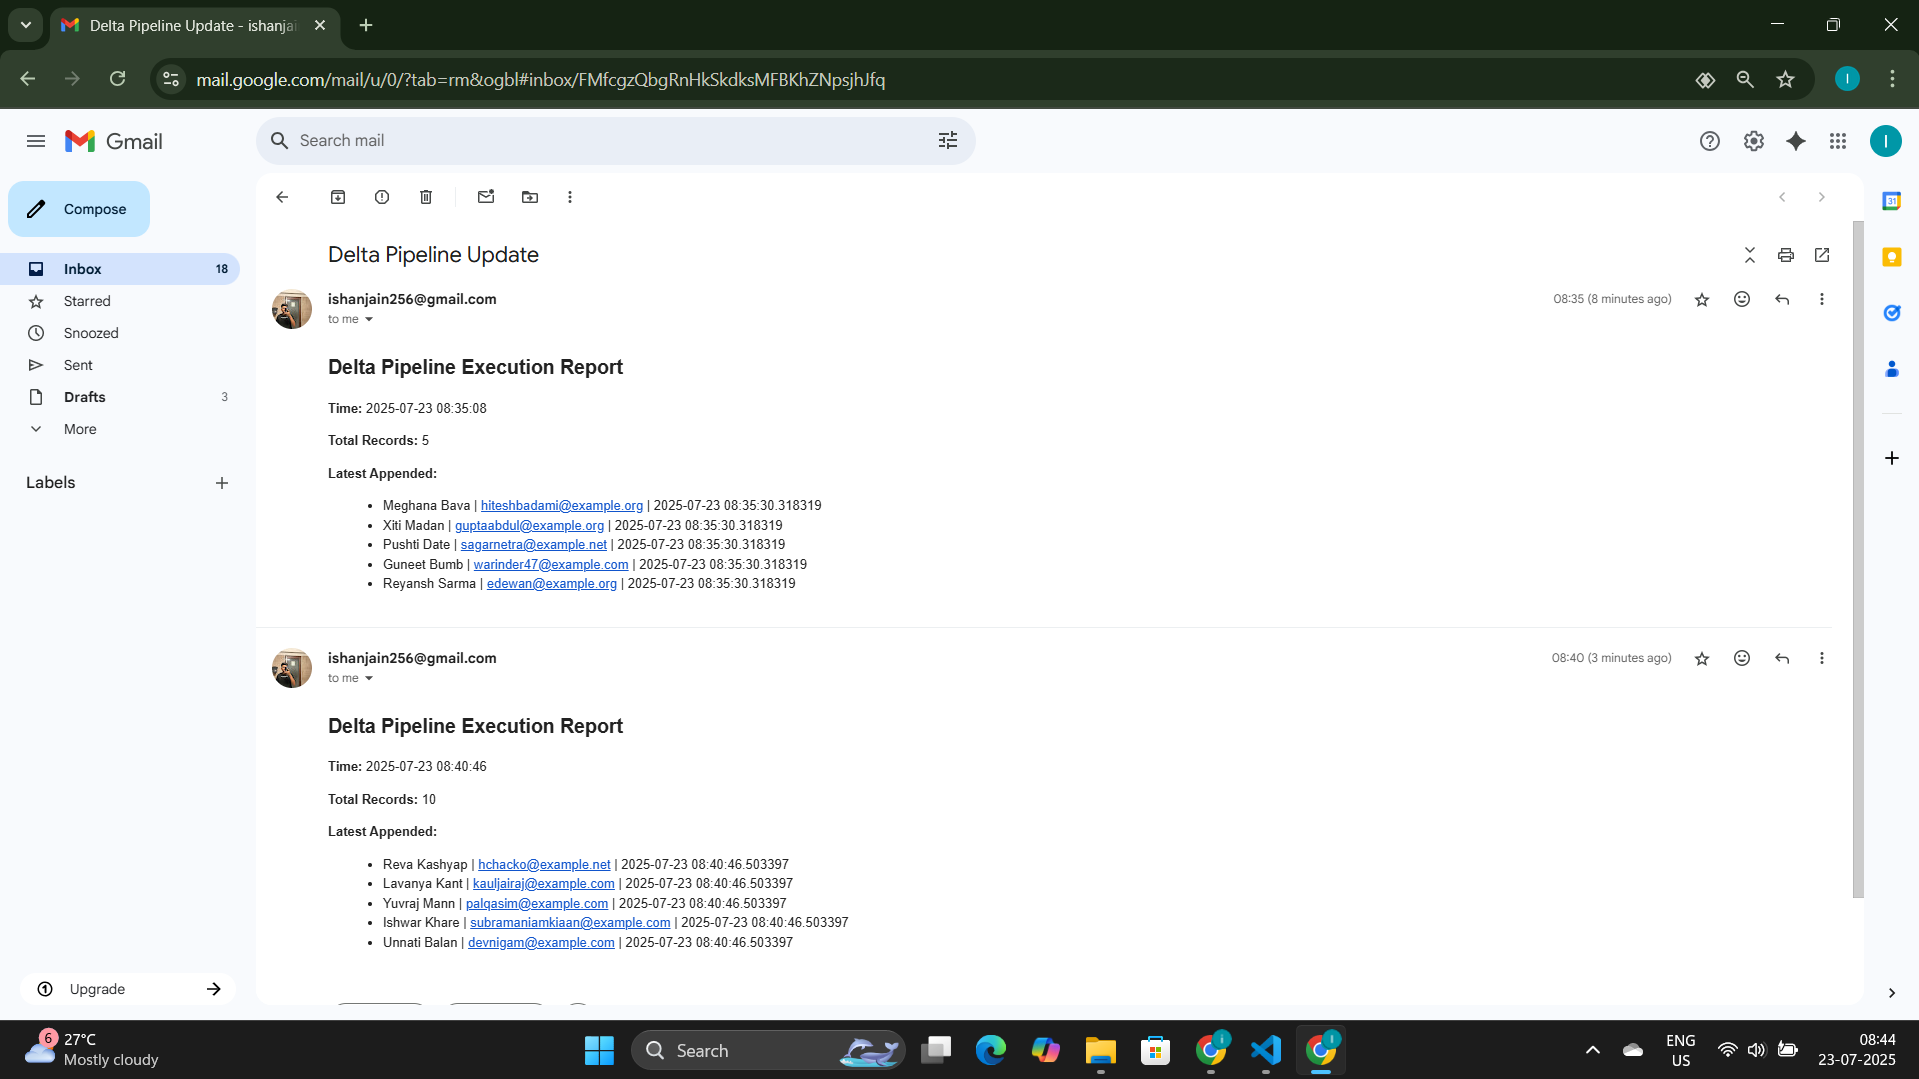 Delta Pipeline Update - ishanjai
mail.google.com/mail/u/0/?tab=rm&ogbl#inbox/FMfcgzQbgRnHkSkdksMFBKhZNpsjhJfq
I
Gmail
Search mail
I
Compose
Inbox 18
Starred
Snoozed
Sent
Drafts 3
More
Labels
Upgrade
31
Delta Pipeline Update
ishanjain256@gmail.com 08:35 (8 minutes ago)
to me
Delta Pipeline Execution Report
Time: 2025-07-23 08:35:08
Total Records: 5
Latest Appended:
• Meghana Bava | hiteshbadami@example.org | 2025-07-23 08:35:30.318319
• Xiti Madan | guptaabdul@example.org | 2025-07-23 08:35:30.318319
• Pushti Date | sagarnetra@example.net | 2025-07-23 08:35:30.318319
• Guneet Bumb | warinder47@example.com | 2025-07-23 08:35:30.318319
• Reyansh Sarma | edewan@example.org | 2025-07-23 08:35:30.318319
ishanjain256@gmail.com 08:40 (3 minutes ago)
to me
Delta Pipeline Execution Report
Time: 2025-07-23 08:40:46
Total Records: 10
Latest Appended:
• Reva Kashyap | hchacko@example.net | 2025-07-23 08:40:46.503397
• Lavanya Kant | kauljairaj@example.com | 2025-07-23 08:40:46.503397
• Yuvraj Mann | palqasim@example.com | 2025-07-23 08:40:46.503397
• Ishwar Khare | subramaniamkiaan@example.com | 2025-07-23 08:40:46.503397
• Unnati Balan | devnigam@example.com | 2025-07-23 08:40:46.503397
6
27°C
Mostly cloudy
Search
ENG
US
08:44
23-07-2025